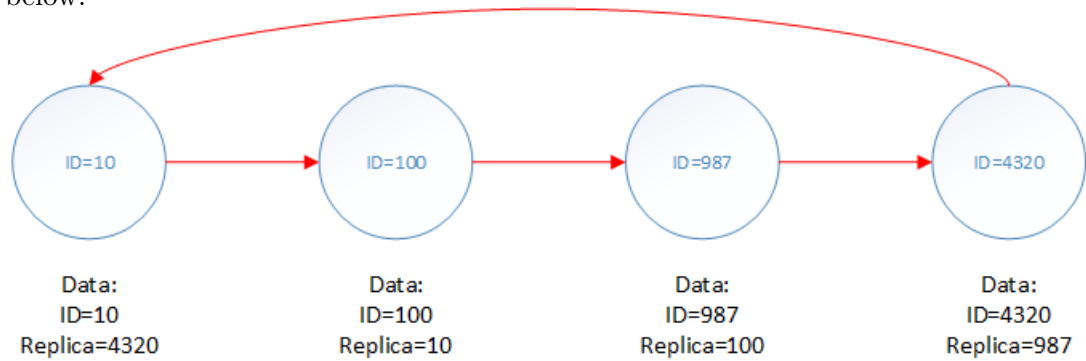 below:
ID=10
ID=100
ID=987
ID=4320
Data:
ID=10
Replica=4320
Data:
ID=100
Replica=10
Data:
ID=987
Replica=100
Data:
ID=4320
Replica=987